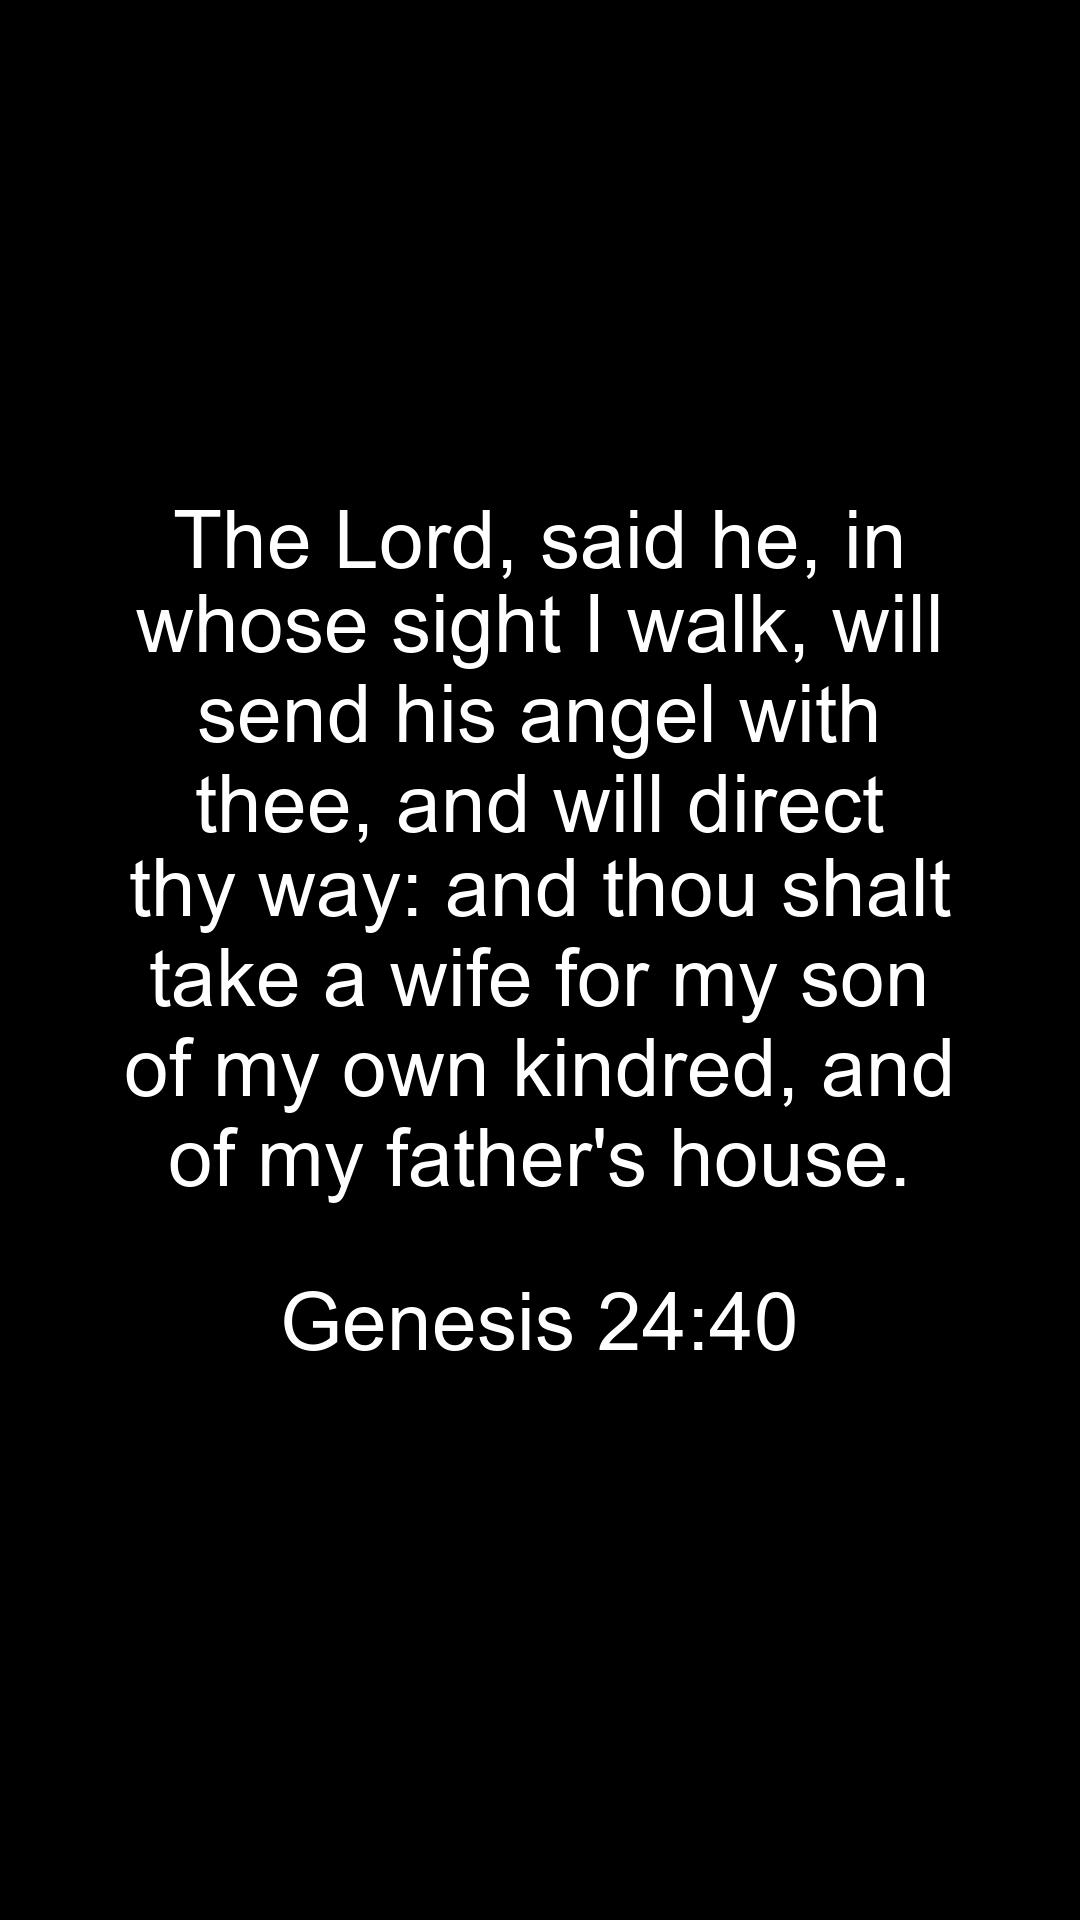 The Lord, said he, in
whose sight I walk, will
send his angel with
thee, and will direct
thy way: and thou shalt
take a wife for my son
of my own kindred, and
of my father's house.
Genesis 24:40